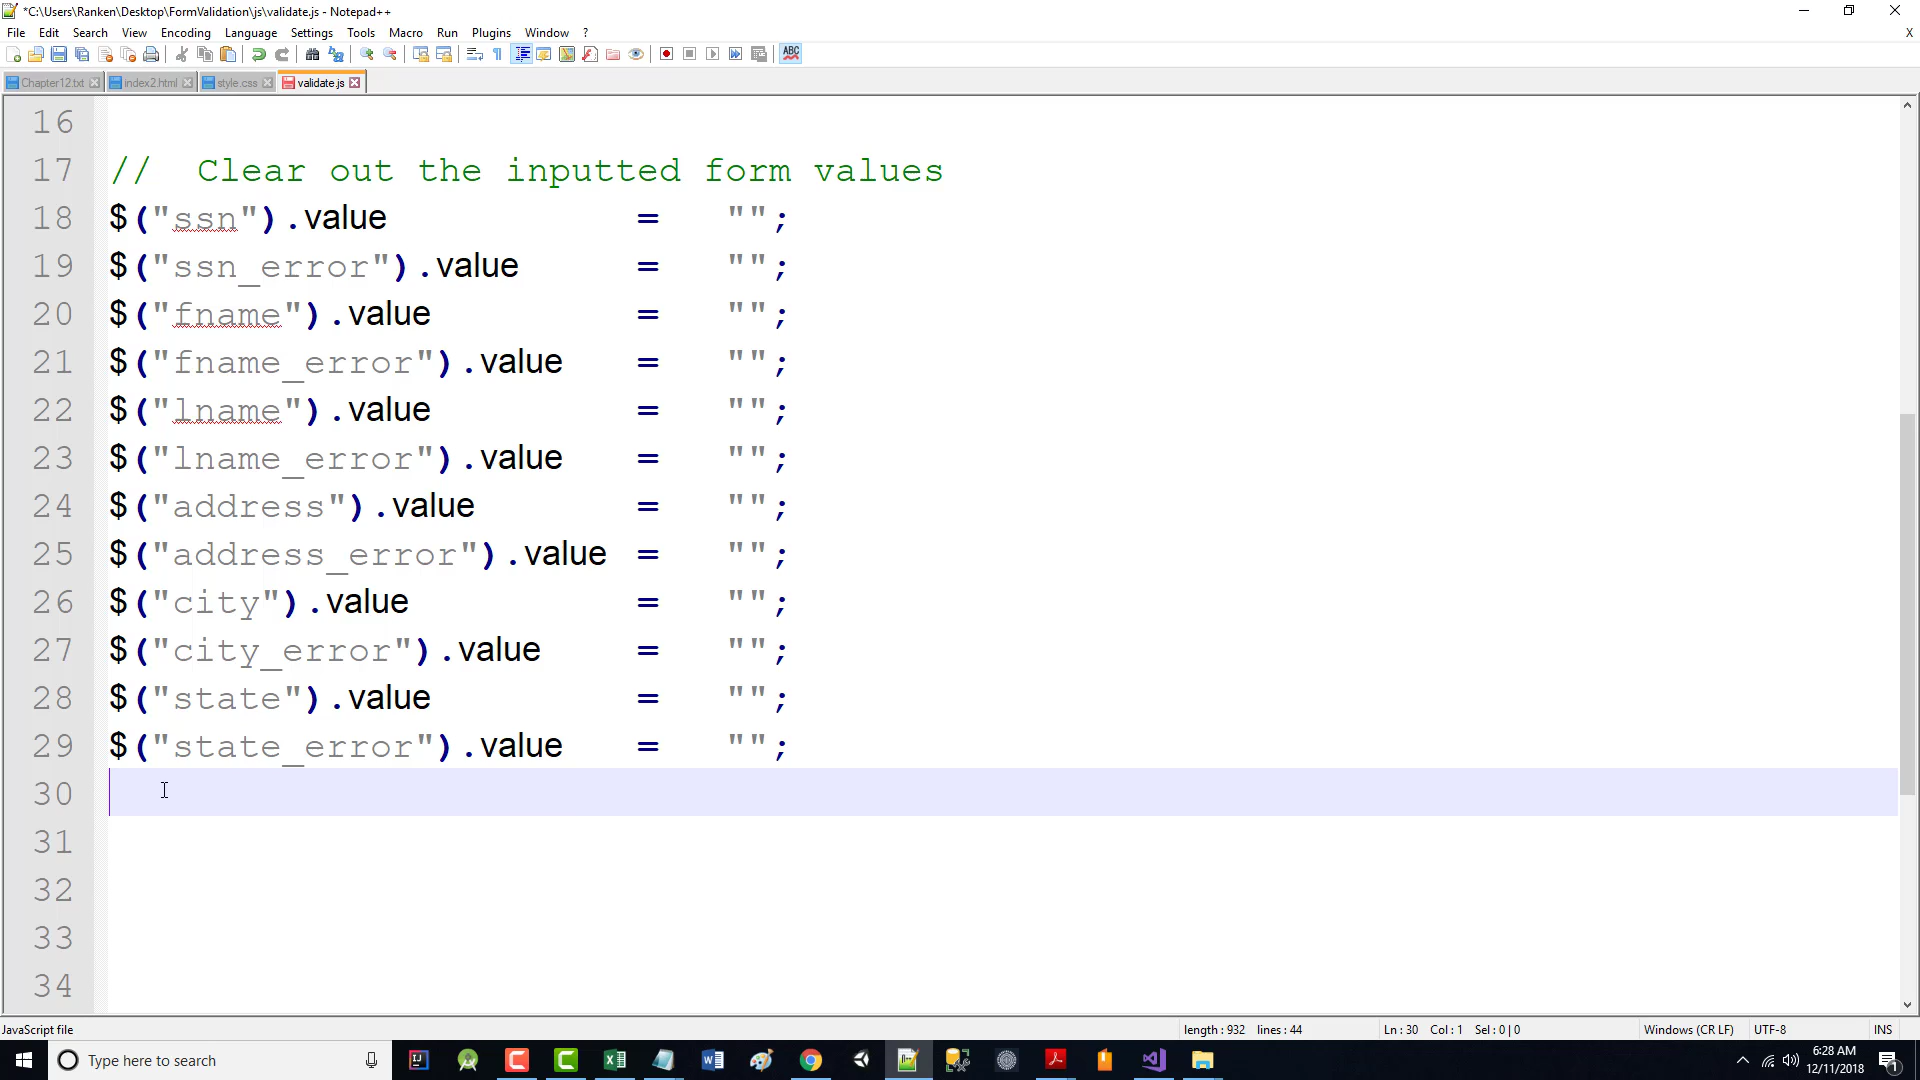 *C:\Users\Ranken\Desktop\FormValidation\js\validate.js - Notepad++
File Edit Search View Encoding Language Settings Tools Macro Run Plugins Window ? X
ABC
Chapter12.txt index2.html style.css validate.js
16
17 // Clear out the inputted form values
18 $("ssn").value = "";
19 $("ssn_error").value = "";
20 $("fname").value = "";
21 $("fname_error").value = "";
22 $("lname").value = "";
23 $("lname_error").value = "";
24 $("address").value = "";
25 $("address_error").value = "";
26 $("city").value = "";
27 $("city_error").value = "";
28 $("state").value = "";
29 $("state_error").value = "";
30
31
32
33
34
JavaScript file length : 932 lines : 44 Ln : 30 Col : 1 Sel : 0 | 0 Windows (CR LF) UTF-8 INS
Type here to search 6:28 AM
12/11/2018